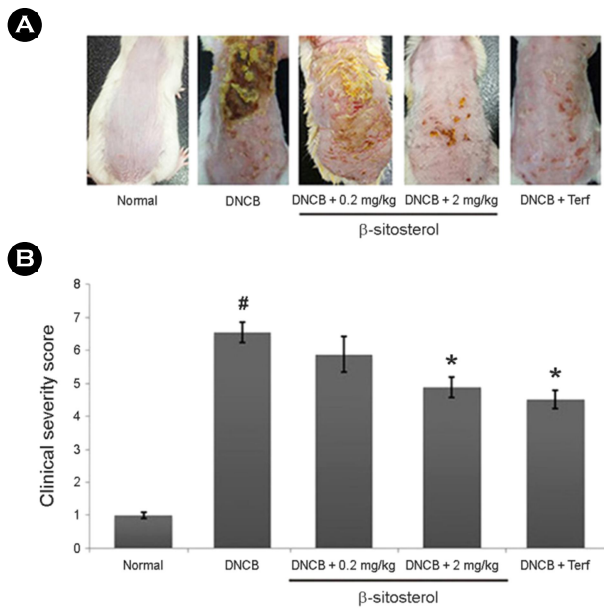 A
Normal
DNCB
DNCB + 0.2 mg/kg
DNCB + 2 mg/kg
DNCB + Terf
β-sitosterol
B
Clinical severity score
8
7
6
5
4
3
2
1
0
#
*
*
Normal
DNCB
DNCB + 0.2 mg/kg
DNCB + 2 mg/kg
DNCB + Terf
β-sitosterol